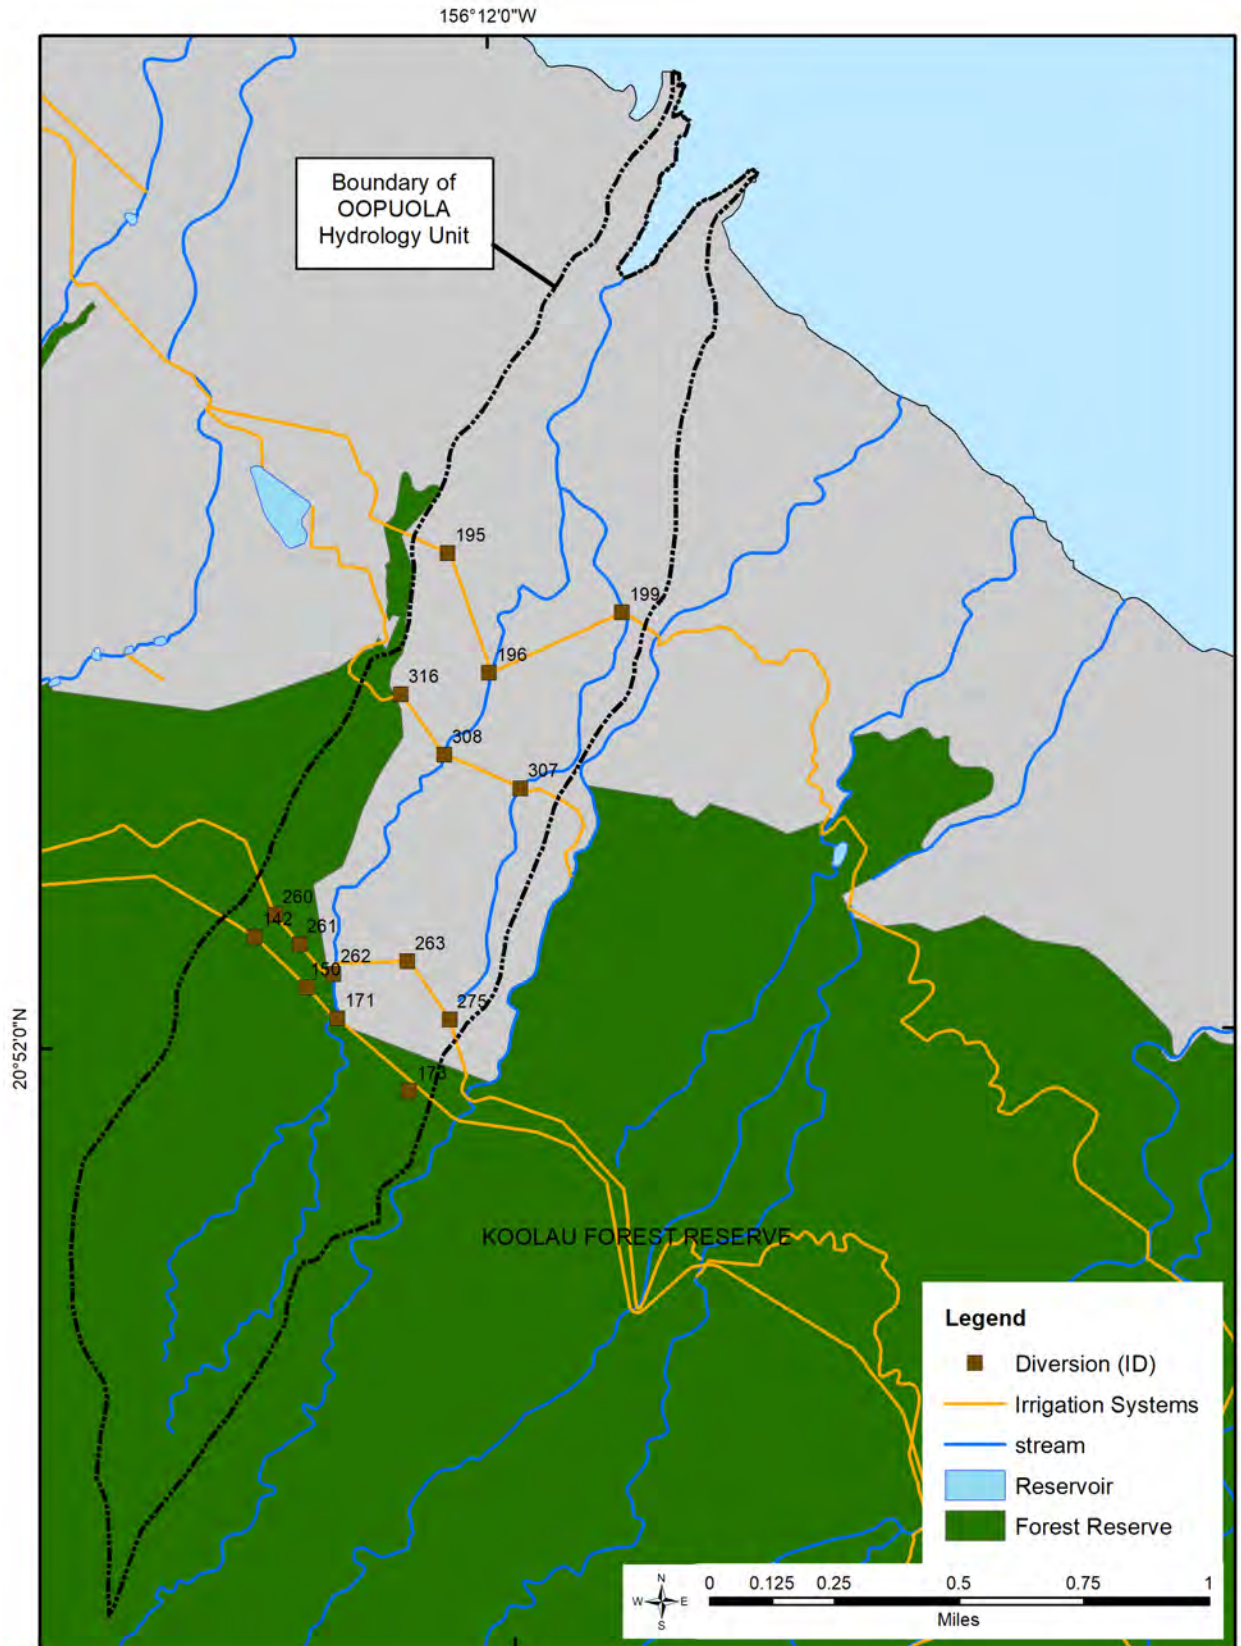 156°12'0"W
Boundary of
OOPUOLA
Hydrology Unit
195
199
196
316
308
307
260
142
261
262
263
150
171
275
173
20°52'0"N
KOOLAU FOREST RESERVE
Legend
Diversion (ID)
Irrigation Systems
stream
Reservoir
Forest Reserve
N
W E
S
0 0.125 0.25 0.5 0.75 1
Miles